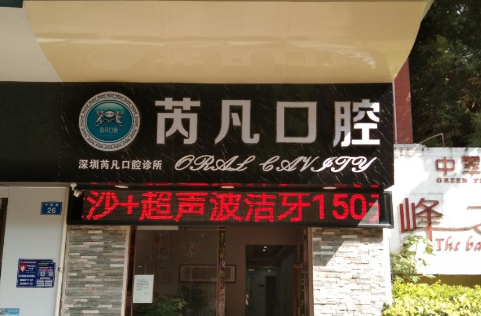 芮凡口腔
深圳芮凡口腔诊所
ORAL CAVITY
沙+超声波洁牙150
26
中
GREEN
峰
The ba